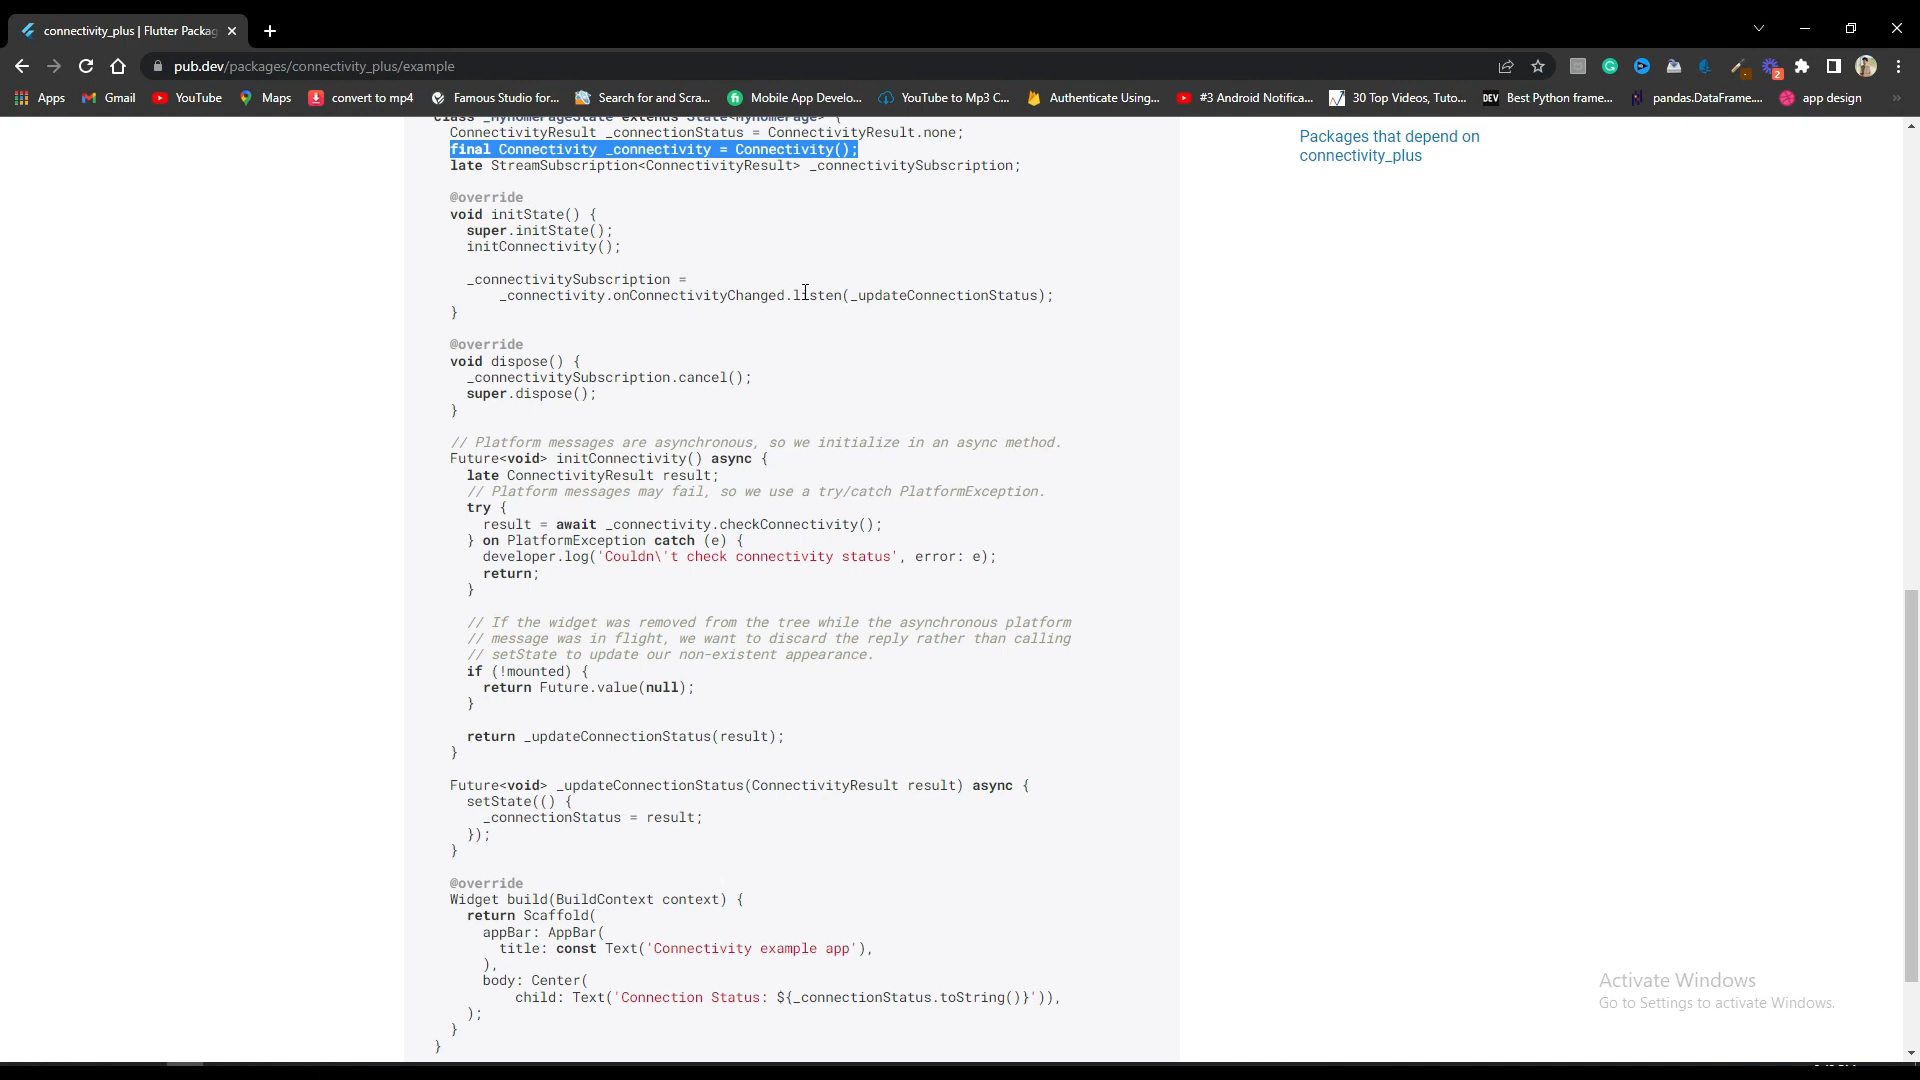 connectivity_plus | Flutter Packag
pub.dev/packages/connectivity_plus/example
2
Apps
Gmail
YouTube
Maps
convert to mp4
Famous Studio for...
Search for and Scra...
Mobile App Develo...
YouTube to Mp3 C...
Authenticate Using...
#3 Android Notifica...
30 Top Videos, Tuto...
DEV Best Python frame...
pandas.DataFrame....
app design
class _MyHomePageState extends State<MyHomePage> {
ConnectivityResult _connectionStatus = ConnectivityResult.none;
final Connectivity _connectivity = Connectivity();
late StreamSubscription<ConnectivityResult> _connectivitySubscription;
@override
void initState() {
super.initState();
initConnectivity();
_connectivitySubscription =
_connectivity.onConnectivityChanged.listen(_updateConnectionStatus);
}
@override
void dispose() {
_connectivitySubscription.cancel();
super.dispose();
}
// Platform messages are asynchronous, so we initialize in an async method.
Future<void> initConnectivity() async {
late ConnectivityResult result;
// Platform messages may fail, so we use a try/catch PlatformException.
try {
result = await _connectivity.checkConnectivity();
} on PlatformException catch (e) {
developer.log('Couldn\'t check connectivity status', error: e);
return;
}
// If the widget was removed from the tree while the asynchronous platform
// message was in flight, we want to discard the reply rather than calling
// setState to update our non-existent appearance.
if (!mounted) {
return Future.value(null);
}
return _updateConnectionStatus(result);
}
Future<void> _updateConnectionStatus(ConnectivityResult result) async {
setState(() {
_connectionStatus = result;
});
}
@override
Widget build(BuildContext context) {
return Scaffold(
appBar: AppBar(
title: const Text('Connectivity example app'),
),
body: Center(
child: Text('Connection Status: ${_connectionStatus.toString()}')),
);
}
}
Packages that depend on
connectivity_plus
Activate Windows
Go to Settings to activate Windows.